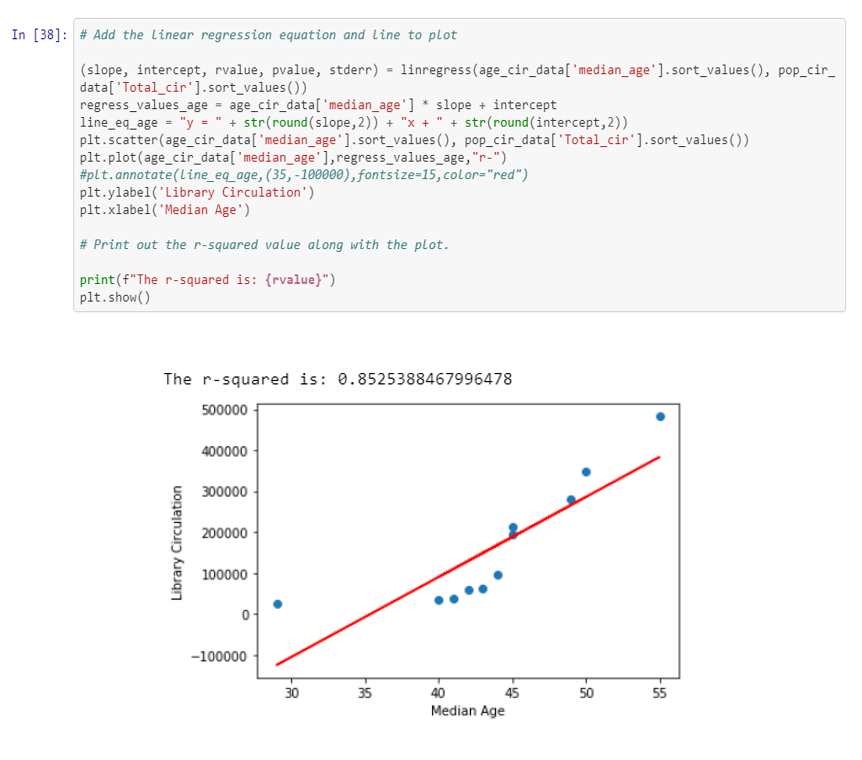 In [38]: # Add the linear regression equation and line to plot
(slope, intercept, rvalue, pvalue, stderr) = linregress(age_cir_data['median_age'].sort_values(), pop_cir_
data['Total_cir'].sort_values())
regress_values_age = age_cir_data['median_age'] * slope + intercept
line_eq_age = "y = " + str(round(slope,2)) + "x + " + str(round(intercept,2))
plt.scatter(age_cir_data['median_age'].sort_values(), pop_cir_data['Total_cir'].sort_values())
plt.plot(age_cir_data['median_age'],regress_values_age,"r-")
#plt.annotate(line_eq_age,(35,-100000),fontsize=15,color="red")
plt.ylabel('Library Circulation')
plt.xlabel('Median Age')
# Print out the r-squared value along with the plot.
print(f"The r-squared is: {rvalue}")
plt.show()
The r-squared is: 0.8525388467996478
500000
400000
300000
200000
100000
0
−100000
Library Circulation
30 35 40 45 50 55
Median Age